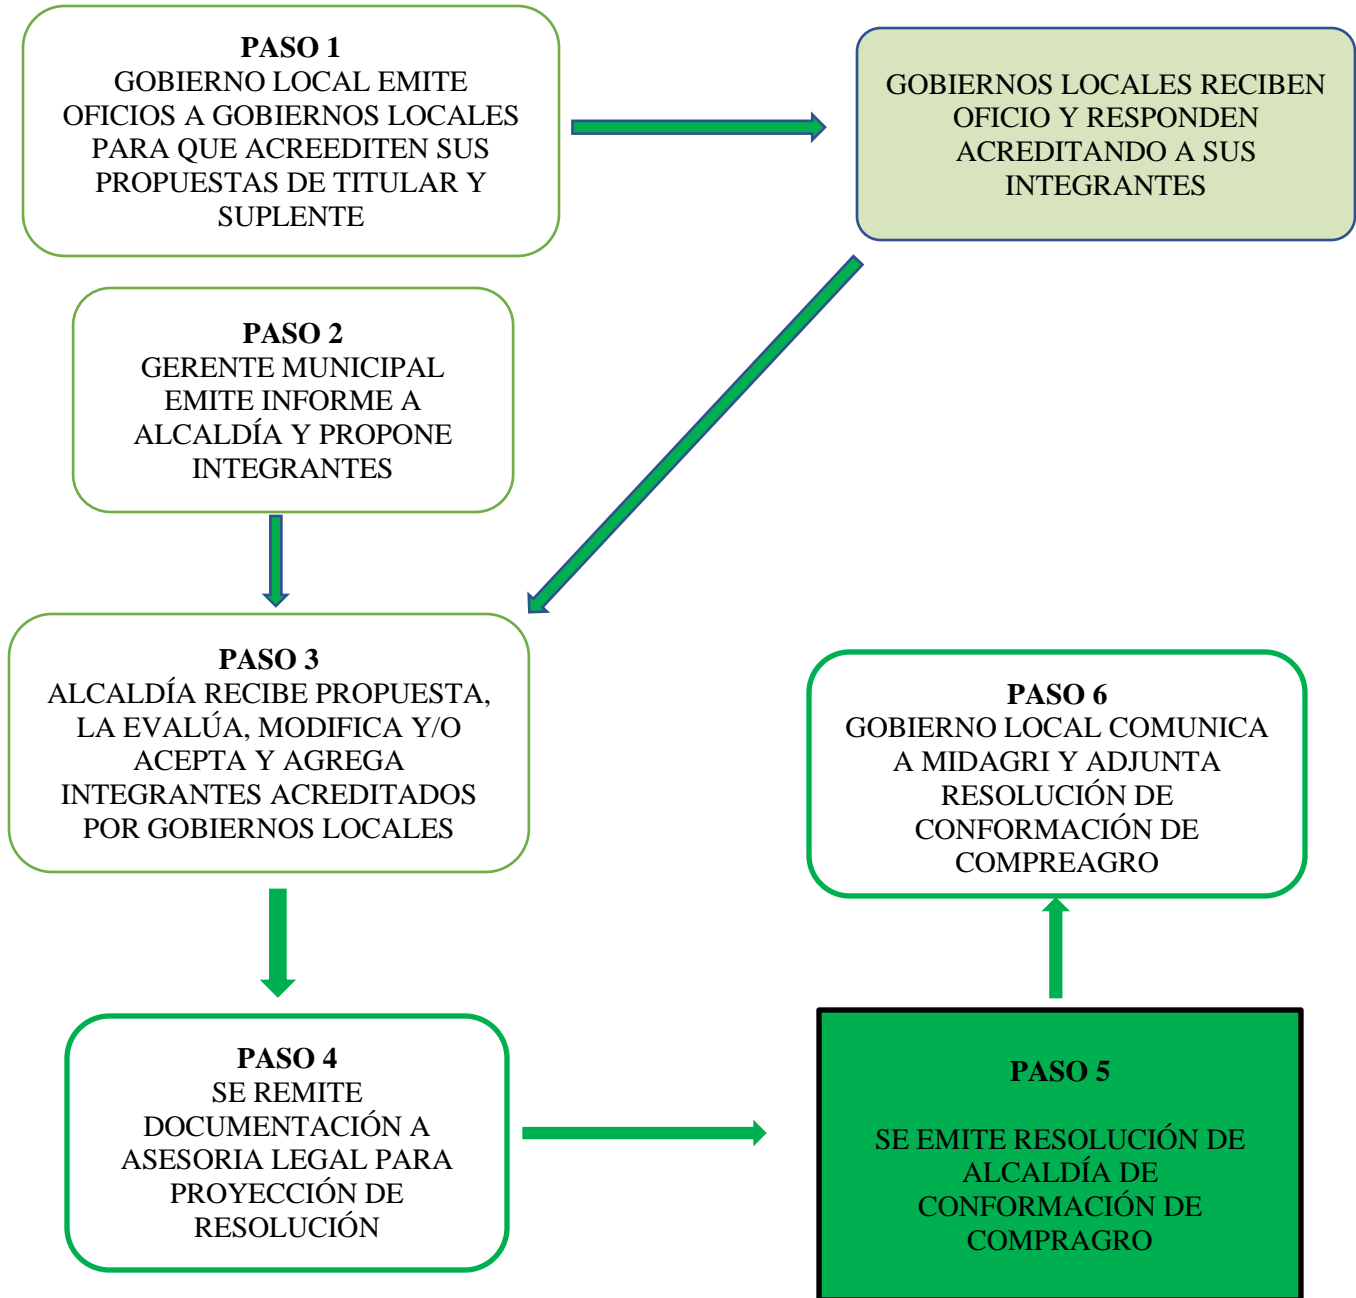 PASO 1
GOBIERNO LOCAL EMITE
OFICIOS A GOBIERNOS LOCALES
PARA QUE ACREEDITEN SUS
PROPUESTAS DE TITULAR Y
SUPLENTE
GOBIERNOS LOCALES RECIBEN
OFICIO Y RESPONDEN
ACREDITANDO A SUS
INTEGRANTES
PASO 2
GERENTE MUNICIPAL
EMITE INFORME A
ALCALDÍA Y PROPONE
INTEGRANTES
PASO 3
ALCALDÍA RECIBE PROPUESTA,
LA EVALÚA, MODIFICA Y/O
ACEPTA Y AGREGA
INTEGRANTES ACREDITADOS
POR GOBIERNOS LOCALES
PASO 4
SE REMITE
DOCUMENTACIÓN A
ASESORIA LEGAL PARA
PROYECCIÓN DE
RESOLUCIÓN
PASO 5
SE EMITE RESOLUCIÓN DE
ALCALDÍA DE
CONFORMACIÓN DE
COMPRAGRO
PASO 6
GOBIERNO LOCAL COMUNICA
A MIDAGRI Y ADJUNTA
RESOLUCIÓN DE
CONFORMACIÓN DE
COMPREAGRO